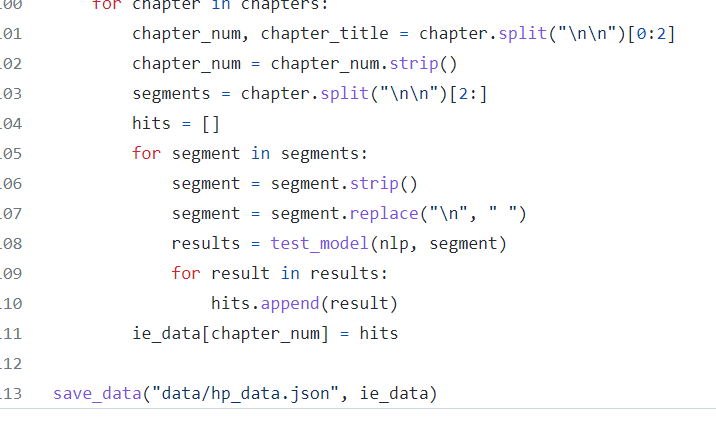 00 for chapter in chapters:
01 chapter_num, chapter_title = chapter.split("\n\n")[0:2]
02 chapter_num = chapter_num.strip()
03 segments = chapter.split("\n\n")[2:]
04 hits = []
05 for segment in segments:
06 segment = segment.strip()
07 segment = segment.replace("\n", " ")
08 results = test_model(nlp, segment)
09 for result in results:
10 hits.append(result)
11 ie_data[chapter_num] = hits
12
13 save_data("data/hp_data.json", ie_data)